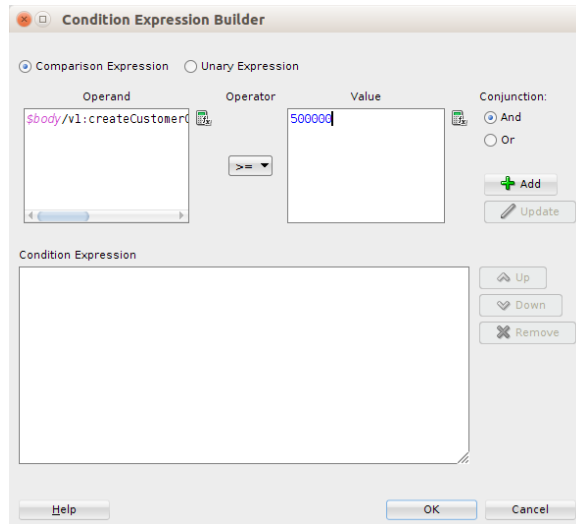 Condition Expression Builder
Comparison Expression Unary Expression
Operand Operator Value Conjunction:
$body/v1:createCustomer >= 500000 And
Or
Add
Update
Condition Expression
Up
Down
Remove
Help OK Cancel